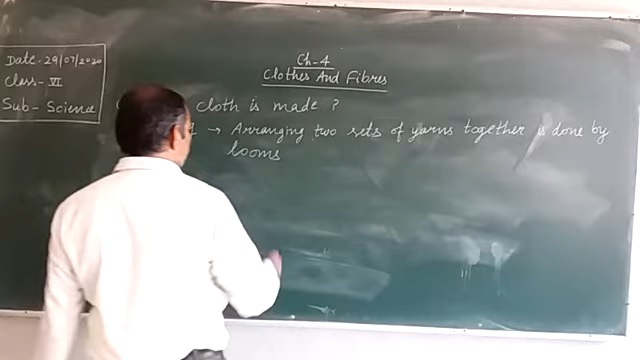 Date- 29/07/2020
Class- VI
Sub- Science
Ch-4
Clothes And Fibres
cloth is made ?
→ Arranging two sets of yarns together is done by
looms